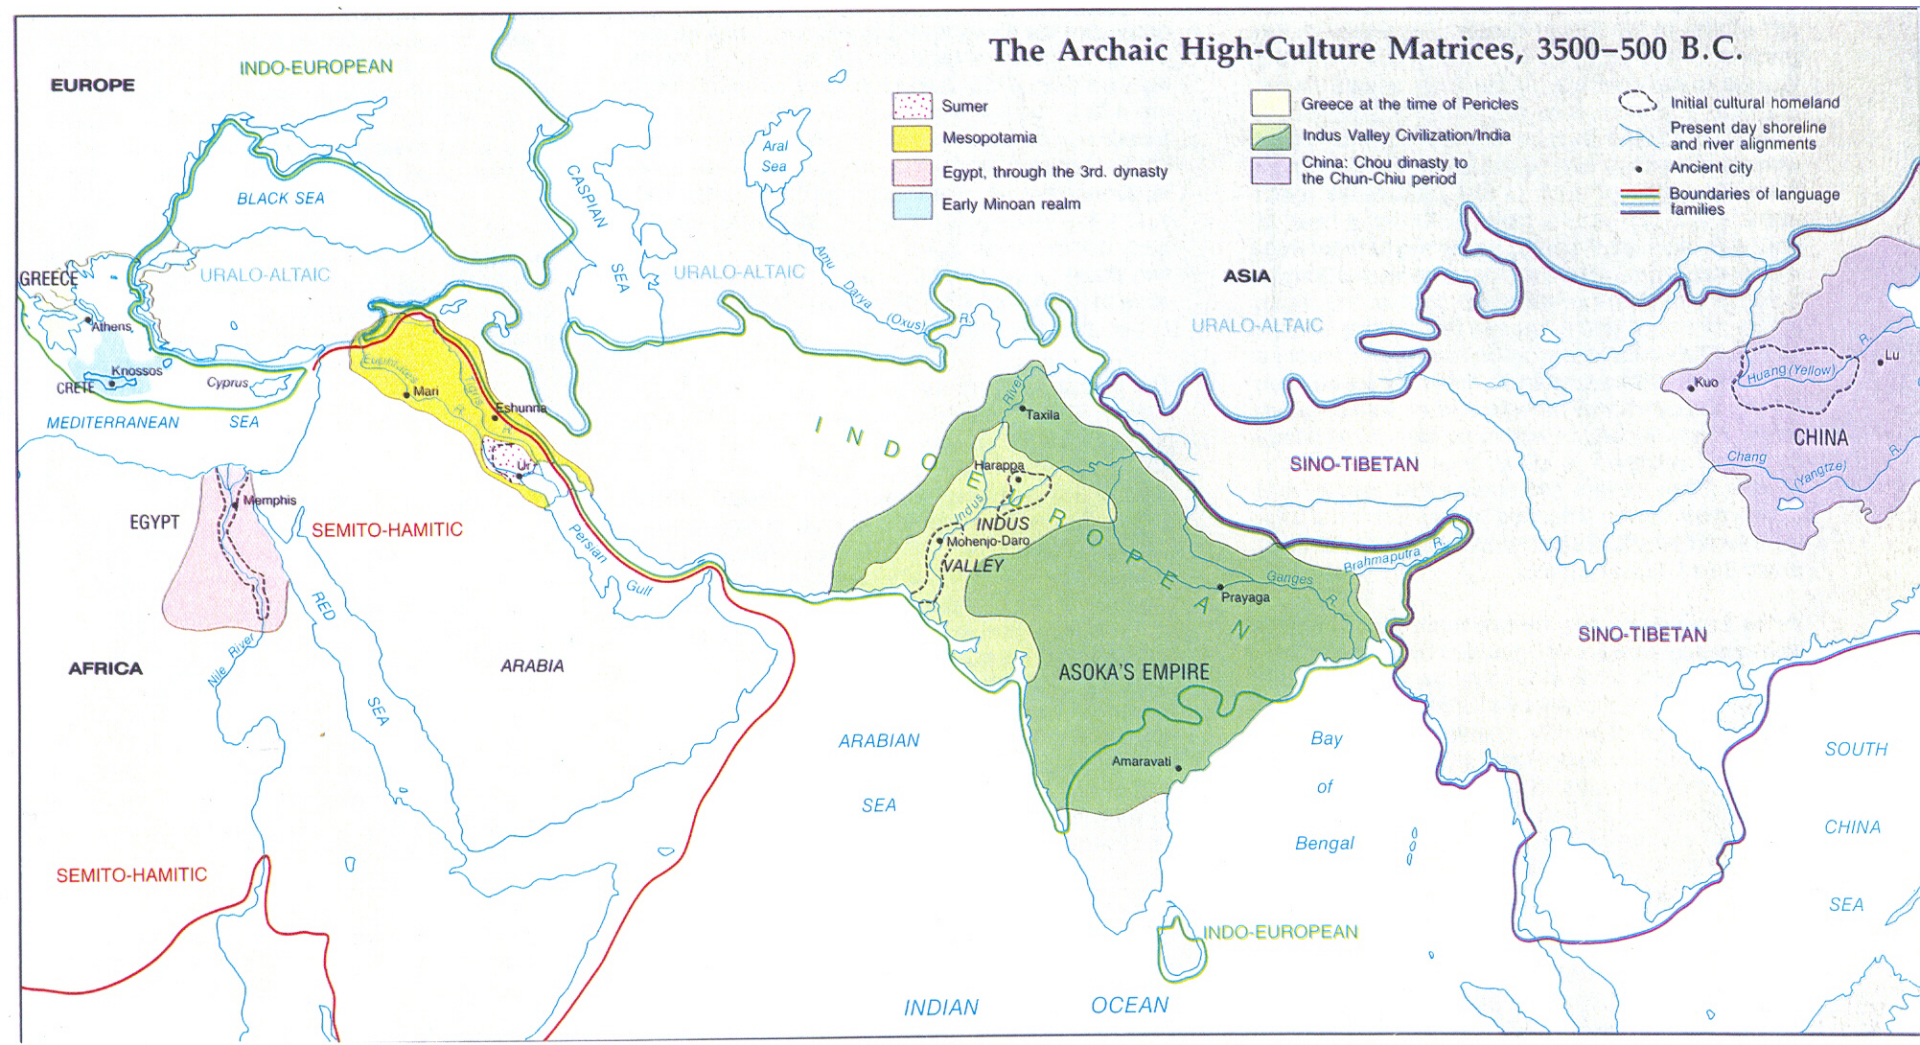 The Archaic High-Culture Matrices, 3500–500 B.C.
Sumer
Mesopotamia
Egypt, through the 3rd. dynasty
Early Minoan realm
Greece at the time of Pericles
Indus Valley Civilization/India
China: Chou dinasty to
the Chun-Chiu period
Initial cultural homeland
Present day shoreline
and river alignments
Ancient city
Boundaries of language
families
EUROPE
INDO-EUROPEAN
BLACK SEA
CASPIAN
SEA
Aral
Sea
Amu
Darya
(Oxus)
R.
GREECE
URALO-ALTAIC
URALO-ALTAIC
ASIA
URALO-ALTAIC
Athens
Knossos
CRETE
Cyprus
MEDITERRANEAN
SEA
Euphrates
R.
Tigris
R.
Mari
Eshunna
Ur
Memphis
EGYPT
SEMITO-HAMITIC
Persian
Gulf
RED
SEA
Nile River
AFRICA
ARABIA
SEMITO-HAMITIC
INDO EUROPEAN
River
Taxila
Harappa
Indus
INDUS
Mohenjo-Daro
VALLEY
Ganges
R.
Prayaga
Brahmaputra
R.
ASOKA'S EMPIRE
Amaravati
ARABIAN
SEA
Bay
of
Bengal
INDO-EUROPEAN
INDIAN
OCEAN
SINO-TIBETAN
SINO-TIBETAN
Kuo
Huang (Yellow)
R.
Lu
CHINA
Chang
(Yangtze)
R.
SOUTH
CHINA
SEA